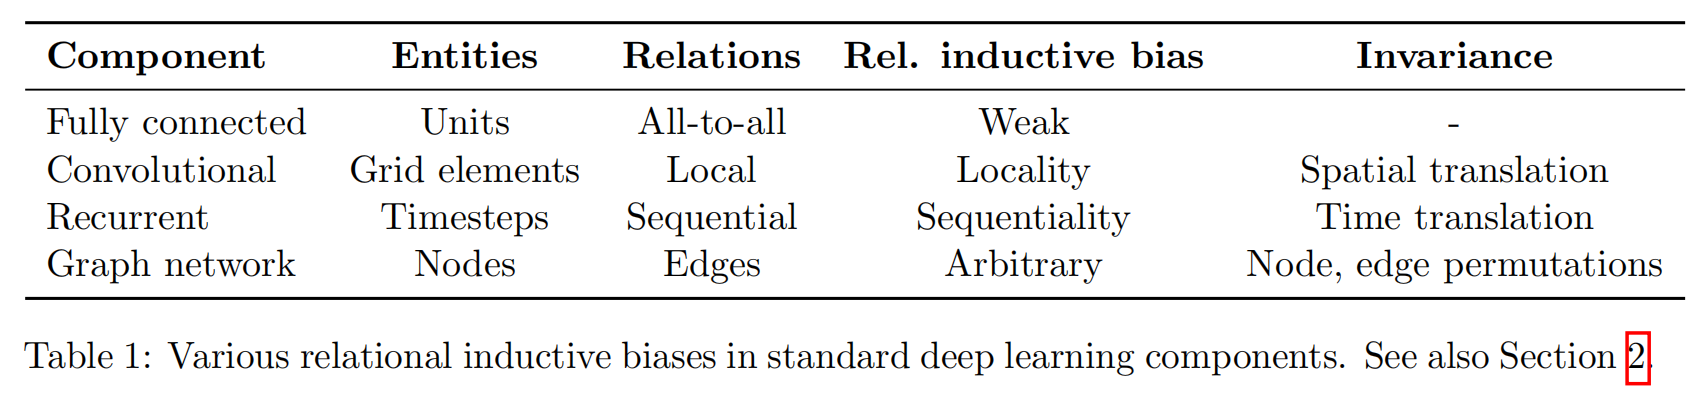 Component Entities Relations Rel. inductive bias Invariance
Fully connected Units All-to-all Weak -
Convolutional Grid elements Local Locality Spatial translation
Recurrent Timesteps Sequential Sequentiality Time translation
Graph network Nodes Edges Arbitrary Node, edge permutations
Table 1: Various relational inductive biases in standard deep learning components. See also Section 2.